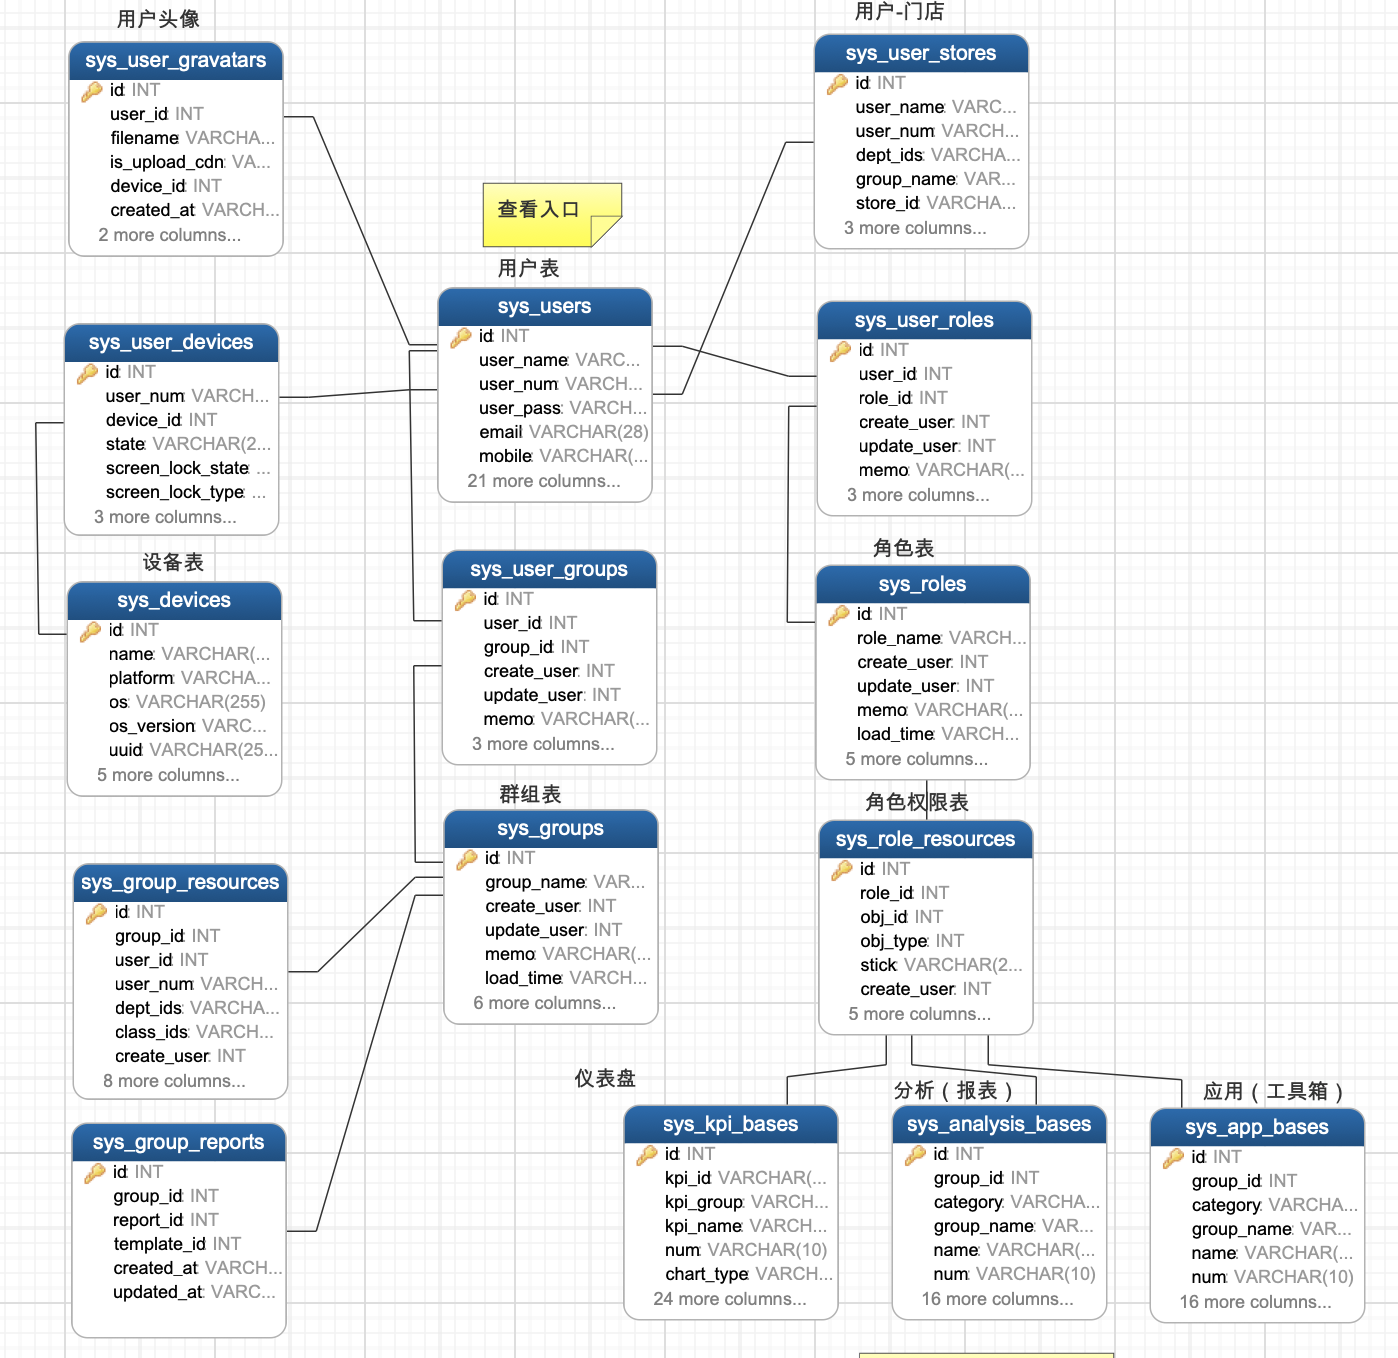 用户头像
sys_user_gravatars
id: INT
user_id: INT
filename: VARCHA...
is_upload_cdn: VA...
device_id: INT
created_at: VARCH...
2 more columns...
用户-门店
sys_user_stores
id: INT
user_name: VARC...
user_num: VARCH...
dept_ids: VARCHA...
group_name: VAR...
store_id: VARCHA...
3 more columns...
查看入口
用户表
sys_users
id: INT
user_name: VARC...
user_num: VARCH...
user_pass: VARCH...
email: VARCHAR(28)
mobile: VARCHAR(...
21 more columns...
sys_user_devices
id: INT
user_num: VARCH...
device_id: INT
state: VARCHAR(2...
screen_lock_state: ...
screen_lock_type: ...
3 more columns...
sys_user_roles
id: INT
user_id: INT
role_id: INT
create_user: INT
update_user: INT
memo: VARCHAR(...
3 more columns...
设备表
sys_devices
id: INT
name: VARCHAR(...
platform: VARCHA...
os: VARCHAR(255)
os_version: VARC...
uuid: VARCHAR(25...
5 more columns...
sys_user_groups
id: INT
user_id: INT
group_id: INT
create_user: INT
update_user: INT
memo: VARCHAR(...
3 more columns...
角色表
sys_roles
id: INT
role_name: VARCH...
create_user: INT
update_user: INT
memo: VARCHAR(...
load_time: VARCH...
5 more columns...
群组表
sys_groups
id: INT
group_name: VAR...
create_user: INT
update_user: INT
memo: VARCHAR(...
load_time: VARCH...
6 more columns...
角色权限表
sys_role_resources
id: INT
role_id: INT
obj_id: INT
obj_type: INT
stick: VARCHAR(2...
create_user: INT
5 more columns...
sys_group_resources
id: INT
group_id: INT
user_id: INT
user_num: VARCH...
dept_ids: VARCHA...
class_ids: VARCH...
create_user: INT
8 more columns...
sys_group_reports
id: INT
group_id: INT
report_id: INT
template_id: INT
created_at: VARCH...
updated_at: VARC...
仪表盘
sys_kpi_bases
id: INT
kpi_id: VARCHAR(...
kpi_group: VARCH...
kpi_name: VARCH...
num: VARCHAR(10)
chart_type: VARCH...
24 more columns...
分析（报表）
sys_analysis_bases
id: INT
group_id: INT
category: VARCHA...
group_name: VAR...
name: VARCHAR(...
num: VARCHAR(10)
16 more columns...
应用（工具箱）
sys_app_bases
id: INT
group_id: INT
category: VARCHA...
group_name: VAR...
name: VARCHAR(...
num: VARCHAR(10)
16 more columns...